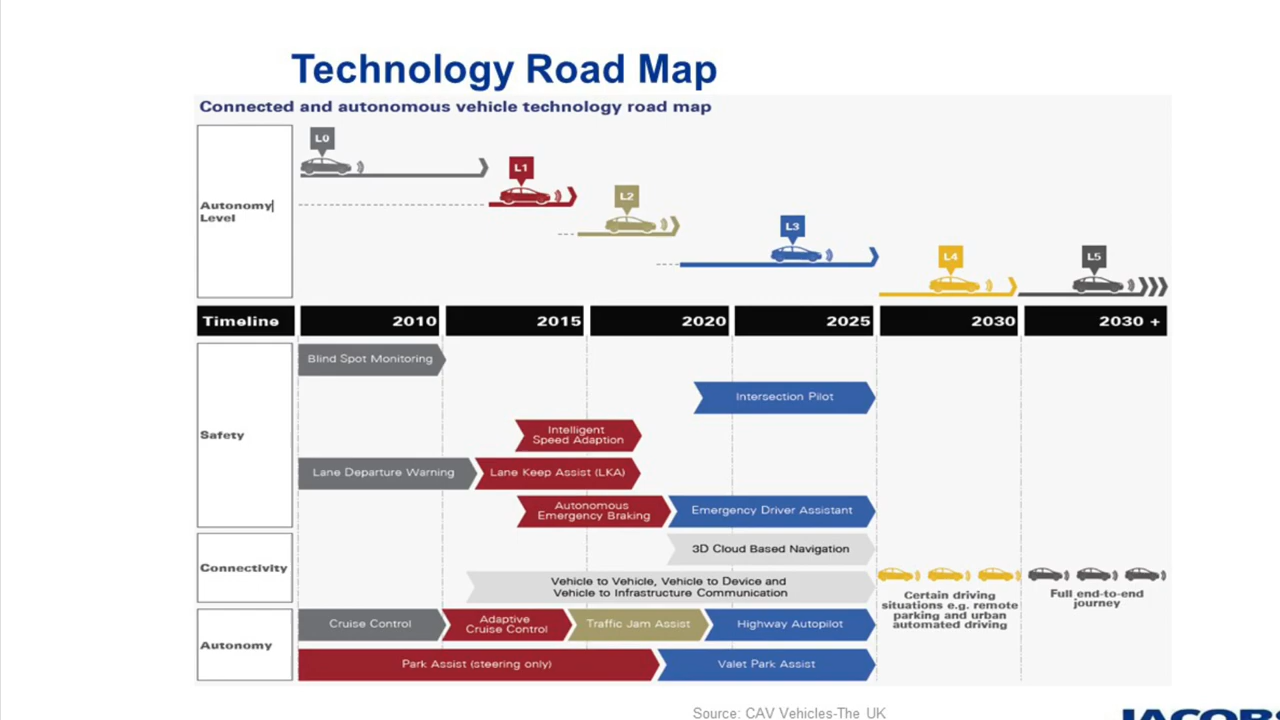 Technology Road Map
Connected and autonomous vehicle technology road map
L0
L1
L2
L3
L4
L5
Autonomy
Level
Timeline
2010
2015
2020
2025
2030
2030 +
Safety
Blind Spot Monitoring
Intersection Pilot
Intelligent
Speed Adaption
Lane Departure Warning
Lane Keep Assist (LKA)
Autonomous
Emergency Braking
Emergency Driver Assistant
Connectivity
3D Cloud Based Navigation
Vehicle to Vehicle, Vehicle to Device and
Vehicle to Infrastructure Communication
Certain driving
situations e.g. remote
parking and urban
automated driving
Full end-to-end
journey
Autonomy
Cruise Control
Adaptive
Cruise Control
Traffic Jam Assist
Highway Autopilot
Park Assist (steering only)
Valet Park Assist
Source: CAV Vehicles-The UK
JACOBS